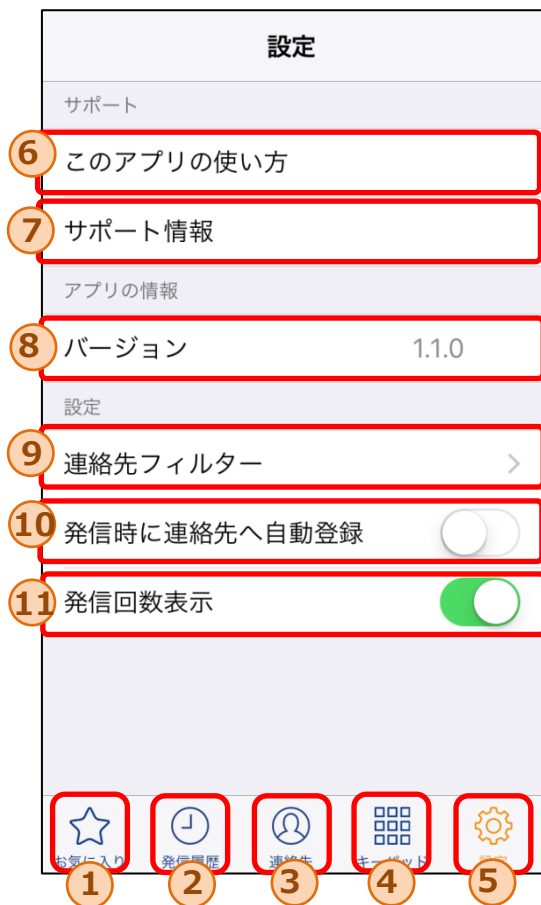 設定
サポート
6 このアプリの使い方
7 サポート情報
アプリの情報
8 バージョン 1.1.0
設定
9 連絡先フィルター
10 発信時に連絡先へ自動登録
11 発信回数表示
お気に入り 発信履歴 連絡先 キーパッド 設定
1 2 3 4 5